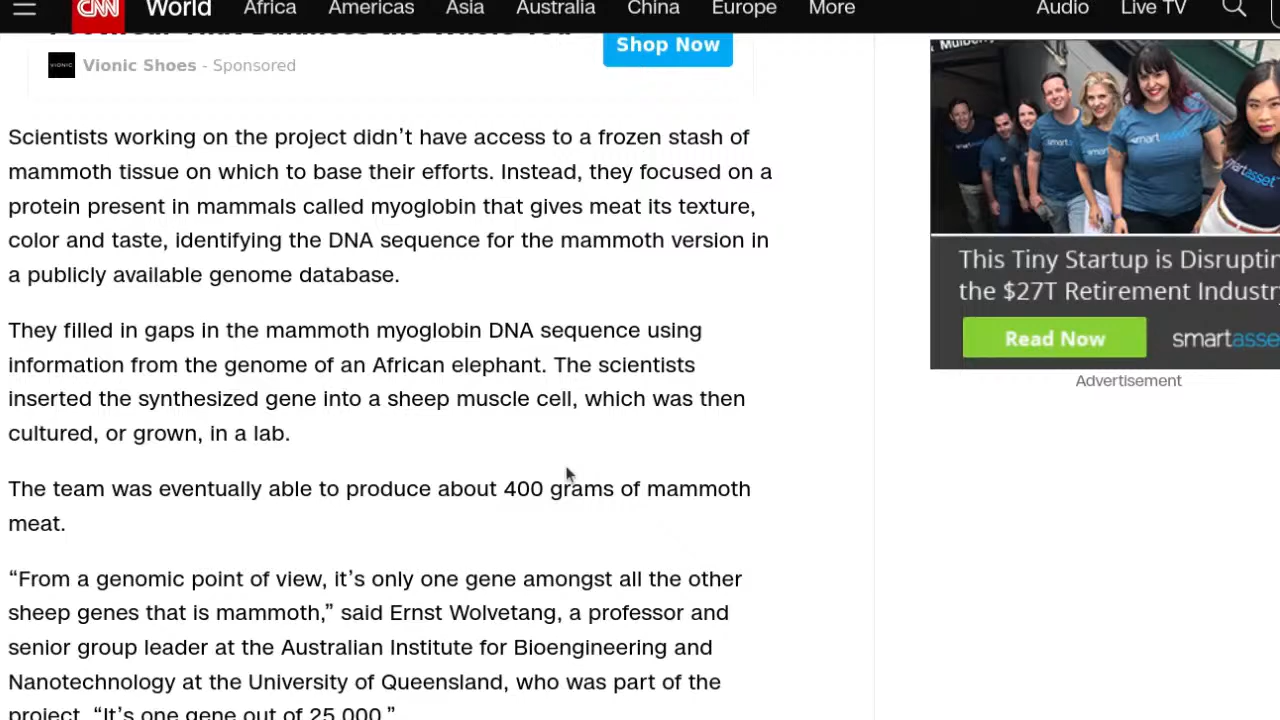 CNN World Africa Americas Asia Australia China Europe More Audio Live TV
Vionic Shoes - Sponsored
Shop Now
Scientists working on the project didn’t have access to a frozen stash of
mammoth tissue on which to base their efforts. Instead, they focused on a
protein present in mammals called myoglobin that gives meat its texture,
color and taste, identifying the DNA sequence for the mammoth version in
a publicly available genome database.
They filled in gaps in the mammoth myoglobin DNA sequence using
information from the genome of an African elephant. The scientists
inserted the synthesized gene into a sheep muscle cell, which was then
cultured, or grown, in a lab.
The team was eventually able to produce about 400 grams of mammoth
meat.
“From a genomic point of view, it’s only one gene amongst all the other
sheep genes that is mammoth,” said Ernst Wolvetang, a professor and
senior group leader at the Australian Institute for Bioengineering and
Nanotechnology at the University of Queensland, who was part of the
project. “It’s one gene out of 25,000.”
This Tiny Startup is Disruptin
the $27T Retirement Industr
Read Now
smartasse
Advertisement